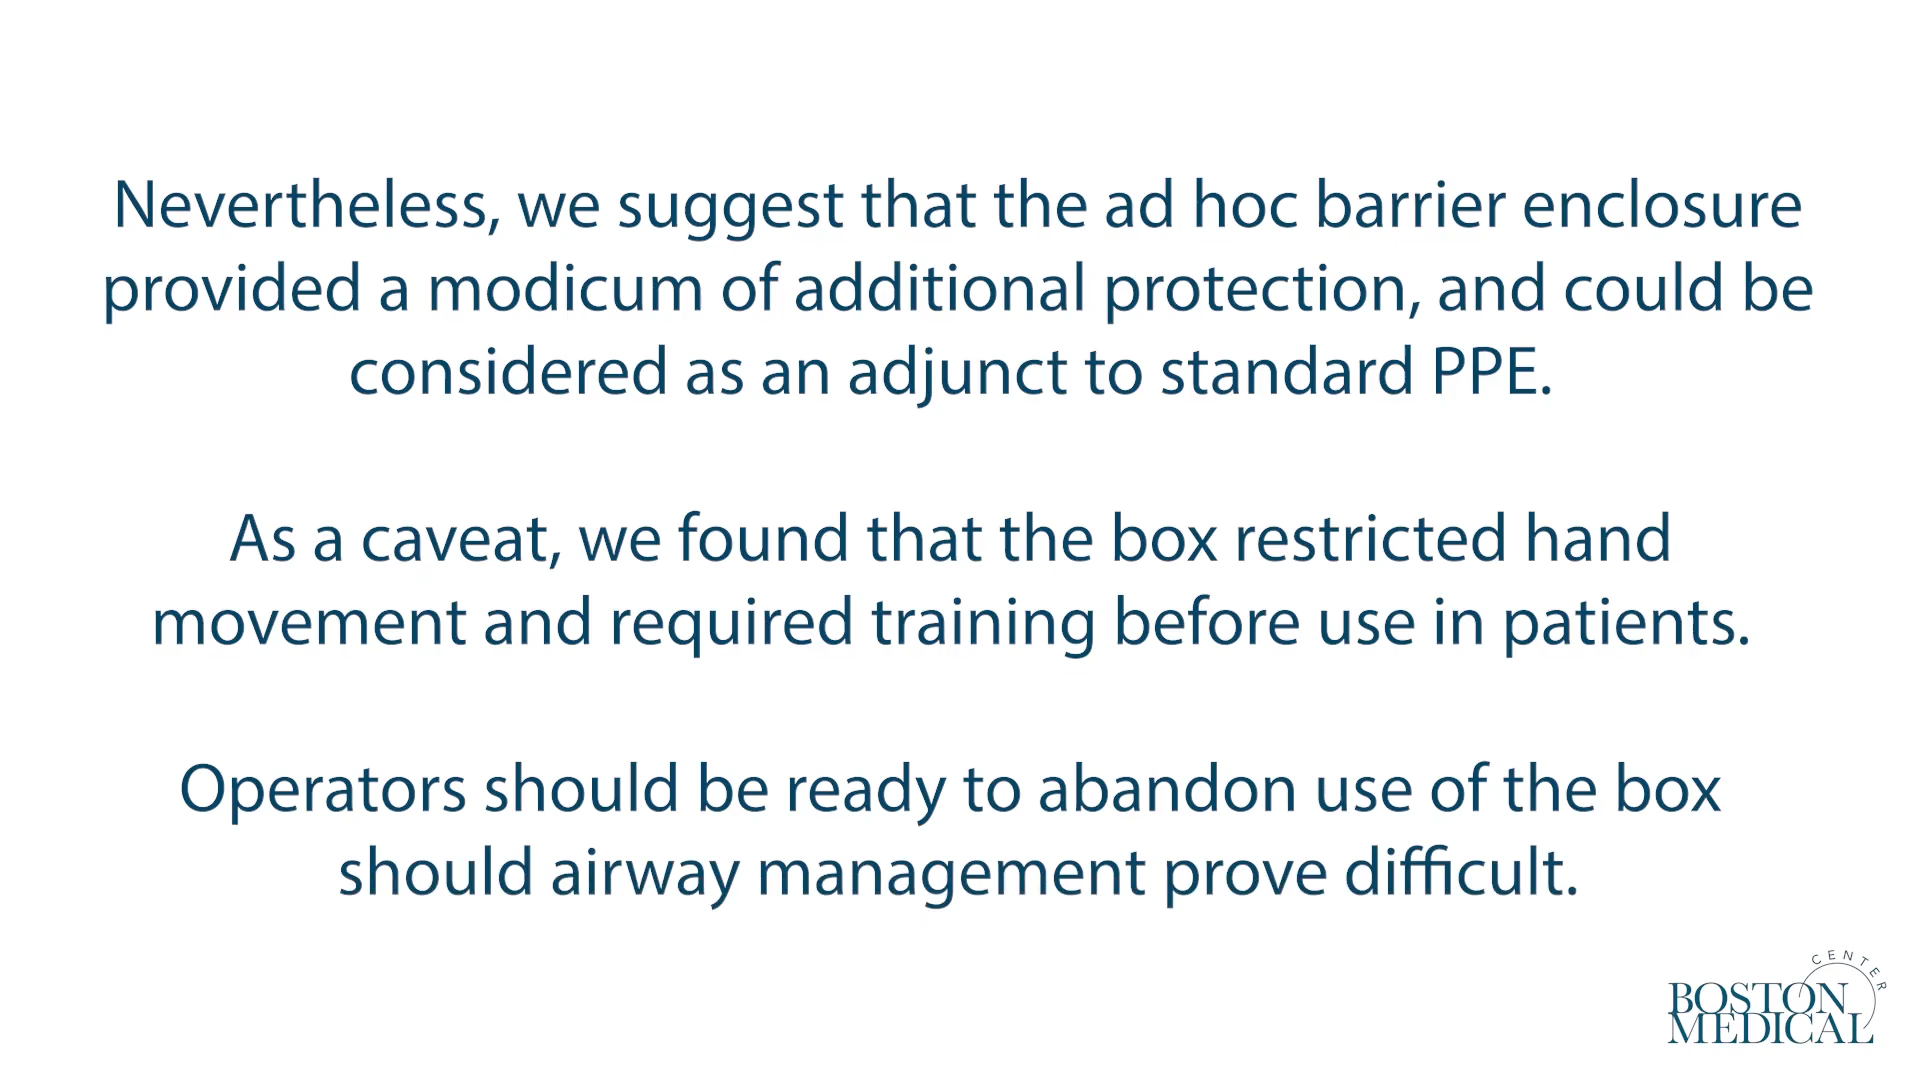 Nevertheless, we suggest that the ad hoc barrier enclosure
provided a modicum of additional protection, and could be
considered as an adjunct to standard PPE.
As a caveat, we found that the box restricted hand
movement and required training before use in patients.
Operators should be ready to abandon use of the box
should airway management prove difficult.
CENTER
BOSTON
MEDICAL